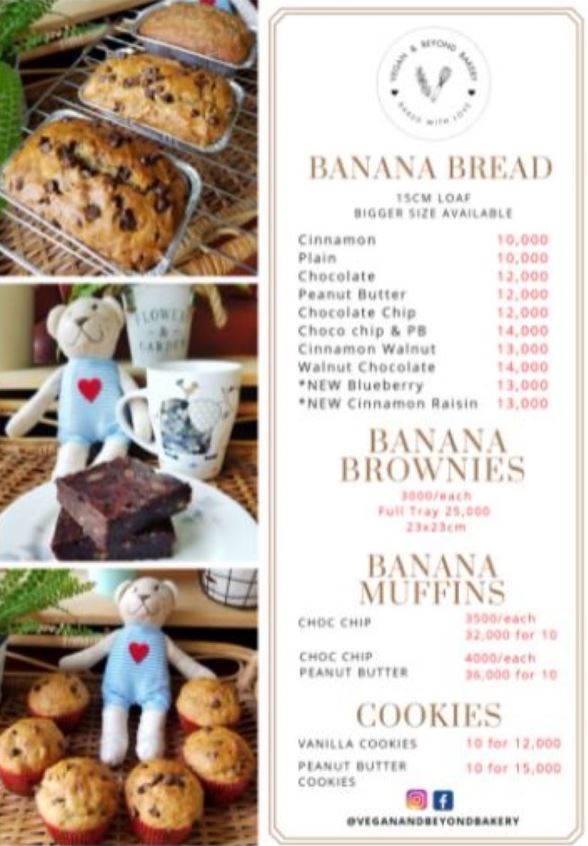 FLOWERS
&
GARDEN
VEGAN & BEYOND BAKERY
BAKED WITH LOVE
BANANA BREAD
15CM LOAF
BIGGER SIZE AVAILABLE
Cinnamon 10,000
Plain 10,000
Chocolate 12,000
Peanut Butter 12,000
Chocolate Chip 12,000
Choco chip & PB 14,000
Cinnamon Walnut 13,000
Walnut Chocolate 14,000
*NEW Blueberry 13,000
*NEW Cinnamon Raisin 13,000
BANANA
BROWNIES
3000/each
Full Tray 25,000
23x23cm
BANANA
MUFFINS
CHOC CHIP 3500/each
32,000 for 10
CHOC CHIP 4000/each
PEANUT BUTTER 36,000 for 10
COOKIES
VANILLA COOKIES 10 for 12,000
PEANUT BUTTER 10 for 15,000
COOKIES
@VEGANANDBEYONDBAKERY